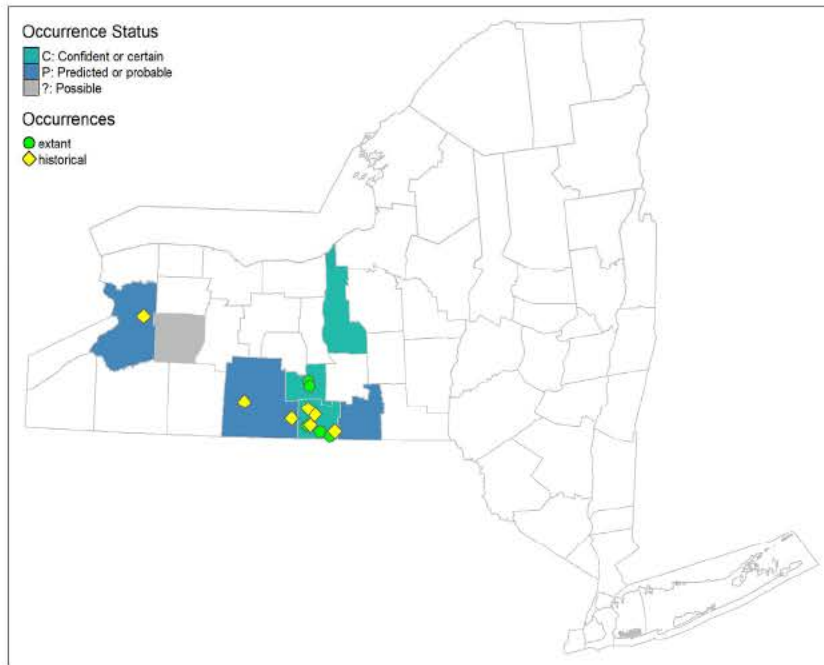 Occurrence Status
C: Confident or certain
P: Predicted or probable
?: Possible
Occurrences
extant
historical